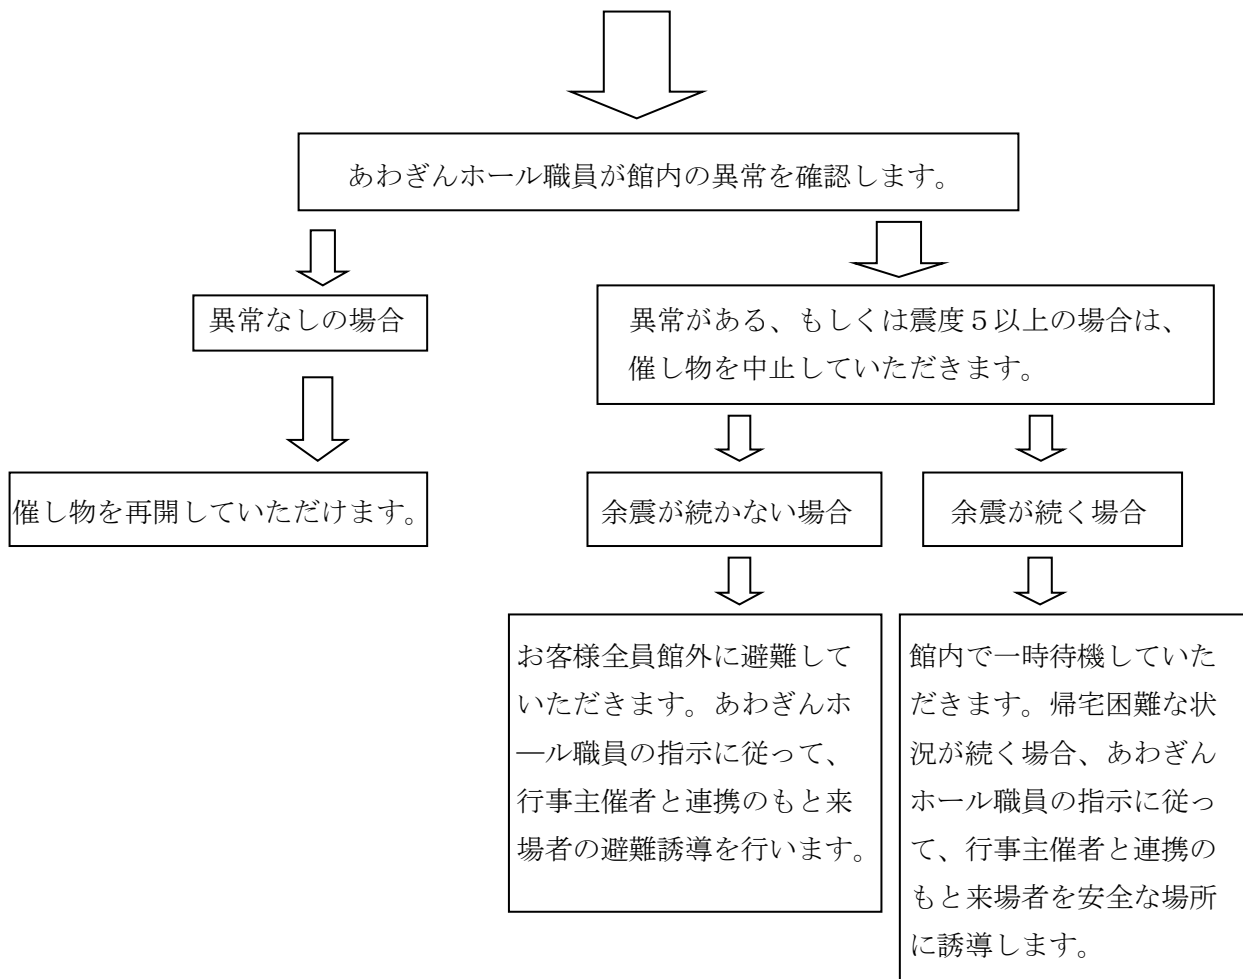 あわぎんホール職員が館内の異常を確認します。
異常なしの場合
異常がある、もしくは震度５以上の場合は、
催し物を中止していただきます。
催し物を再開していただけます。
余震が続かない場合
余震が続く場合
お客様全員館外に避難して
いただきます。あわぎんホ
―ル職員の指示に従って、
行事主催者と連携のもと来
場者の避難誘導を行います。
館内で一時待機していた
だきます。帰宅困難な状
況が続く場合、あわぎん
ホール職員の指示に従っ
て、行事主催者と連携の
もと来場者を安全な場所
に誘導します。